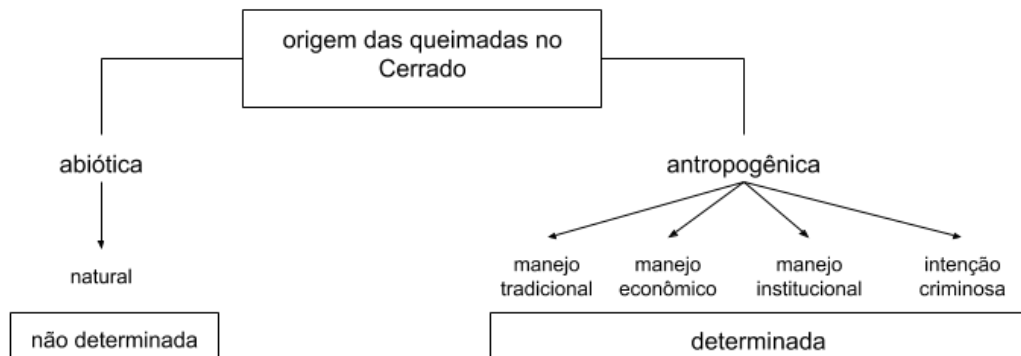 origem das queimadas no
Cerrado
abiótica
antropogênica
natural
manejo
tradicional
manejo
econômico
manejo
institucional
intenção
criminosa
não determinada
determinada